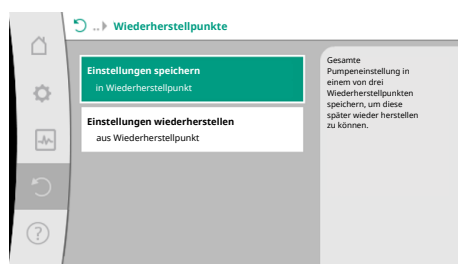 ..▸ Wiederherstellpunkte
Einstellungen speichern
in Wiederherstellpunkt
Einstellungen wiederherstellen
aus Wiederherstellpunkt
Gesamte
Pumpeneinstellung in
einem von drei
Wiederherstellpunkten
speichern, um diese
später wieder herstellen
zu können.
?